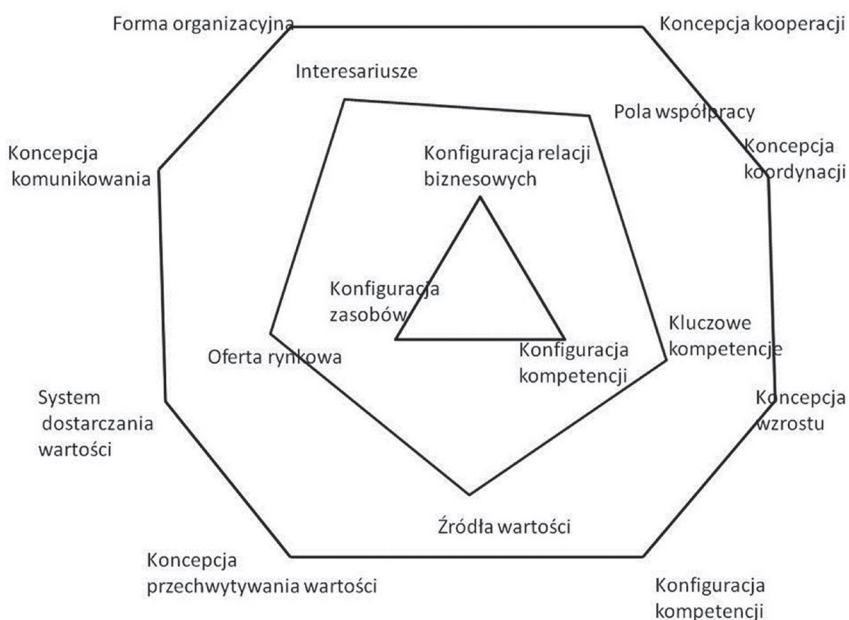 Forma organizacyjna
Koncepcja kooperacji
Interesariusze
Pola współpracy
Koncepcja
komunikowania
Konfiguracja relacji
biznesowych
Koncepcja
koordynacji
Konfiguracja
zasobów
Kluczowe
kompetencje
Oferta rynkowa
Konfiguracja
kompetencji
System
dostarczania
wartości
Koncepcja
wzrostu
Źródła wartości
Koncepcja
przechwytywania wartości
Konfiguracja
kompetencji